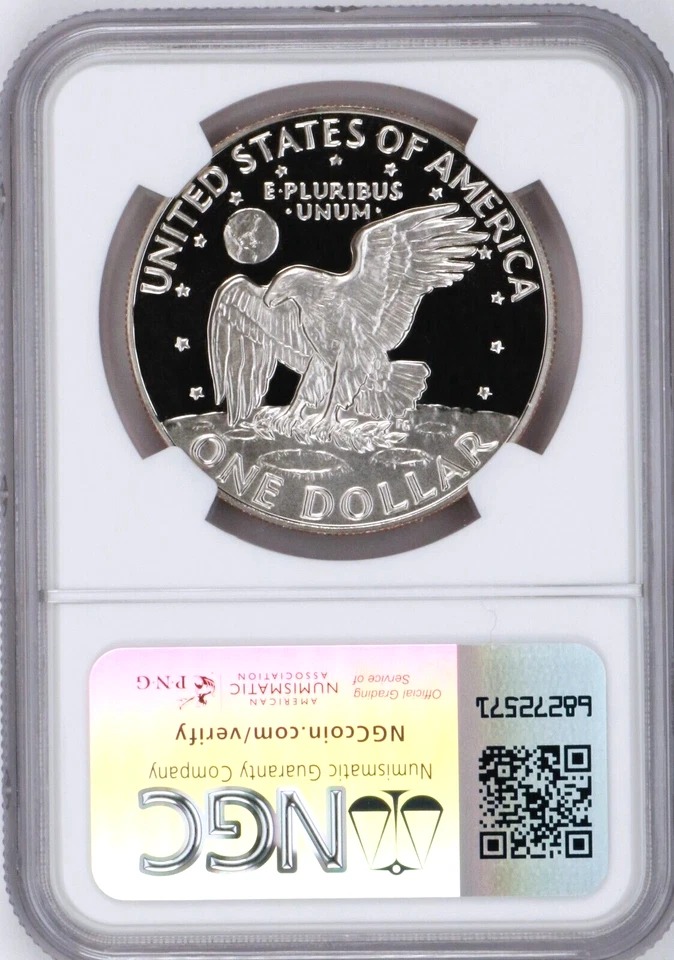 UNITED STATES OF AMERICA
E·PLURIBUS
·UNUM·
ONE DOLLAR
NGC
Numismatic Guaranty Company
NGCcoin.com/verify
Official Grading
Service of
AMERICAN
NUMISMATIC
ASSOCIATION
PNG
68272571